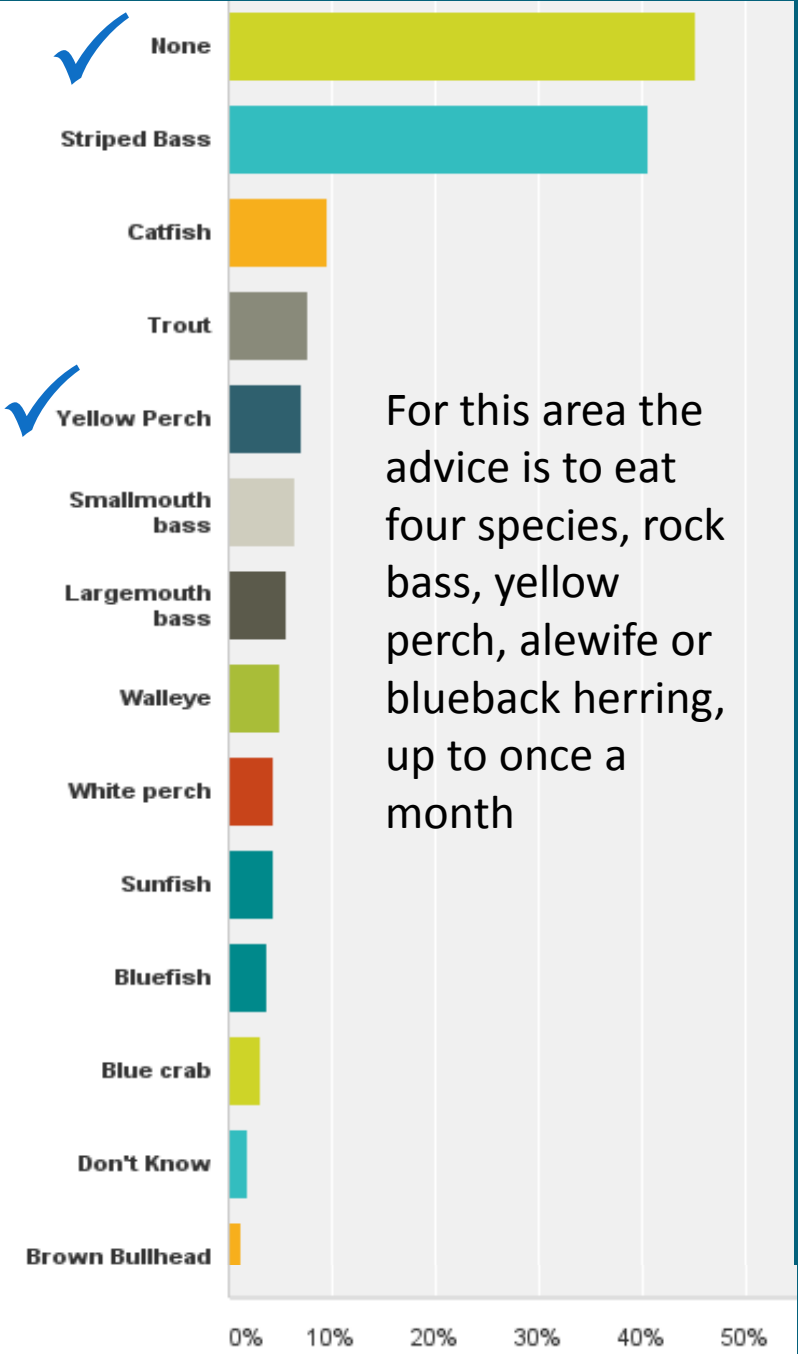 None
Striped Bass
Catfish
Trout
Yellow Perch
Smallmouth
bass
Largemouth
bass
Walleye
White perch
Sunfish
Bluefish
Blue crab
Don't Know
Brown Bullhead
For this area the
advice is to eat
four species, rock
bass, yellow
perch, alewife or
blueback herring,
up to once a
month
0% 10% 20% 30% 40% 50%